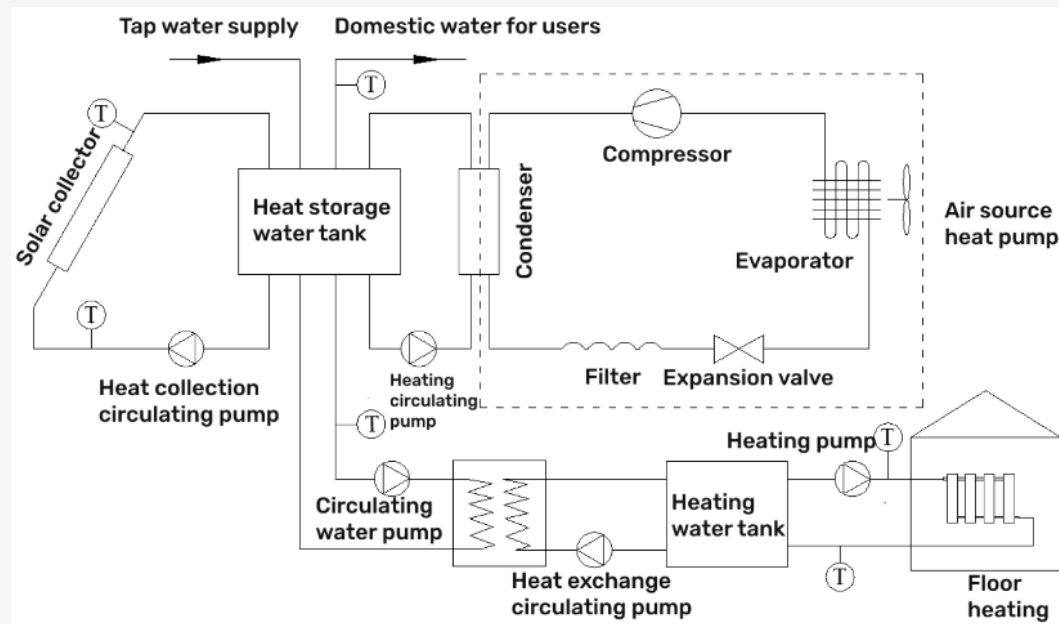 Tap water supply
Domestic water for users
T
T
Solar collector
Heat storage
water tank
Condenser
Compressor
Evaporator
Air source
heat pump
T
Heat collection
circulating pump
Heating
circulating
pump
Filter
Expansion valve
T
Heating pump
T
Circulating
water pump
Heating
water tank
Heat exchange
circulating pump
T
Floor
heating